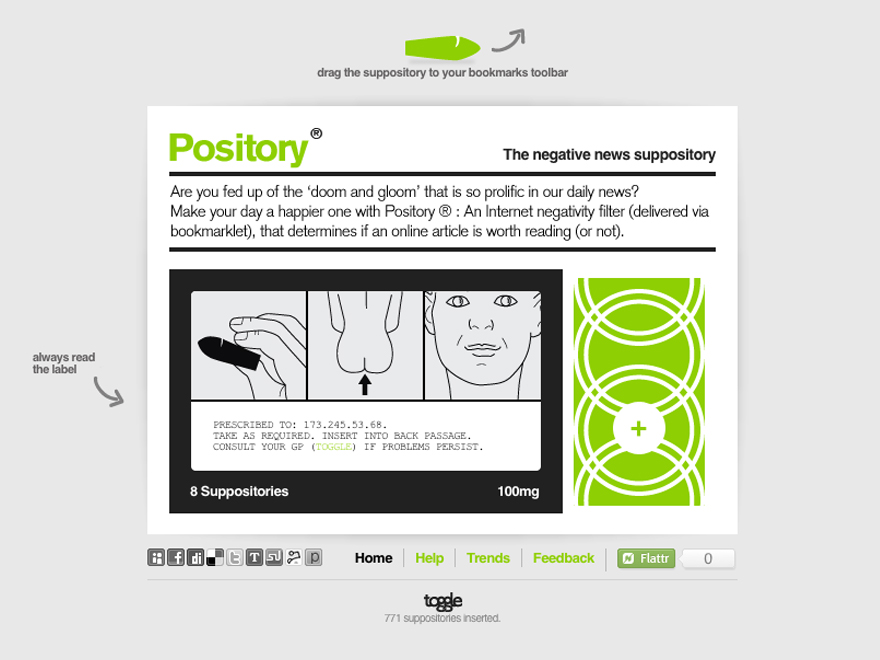 drag the suppository to your bookmarks toolbar
Pository®
The negative news suppository
Are you fed up of the ‘doom and gloom’ that is so prolific in our daily news?
Make your day a happier one with Pository ® : An Internet negativity filter (delivered via
bookmarklet), that determines if an online article is worth reading (or not).
always read
the label
PRESCRIBED TO: 173.245.53.68.
TAKE AS REQUIRED. INSERT INTO BACK PASSAGE.
CONSULT YOUR GP (TOGGLE) IF PROBLEMS PERSIST.
8 Suppositories 100mg
Home Help Trends Feedback Flattr 0
toggle
771 suppositories inserted.